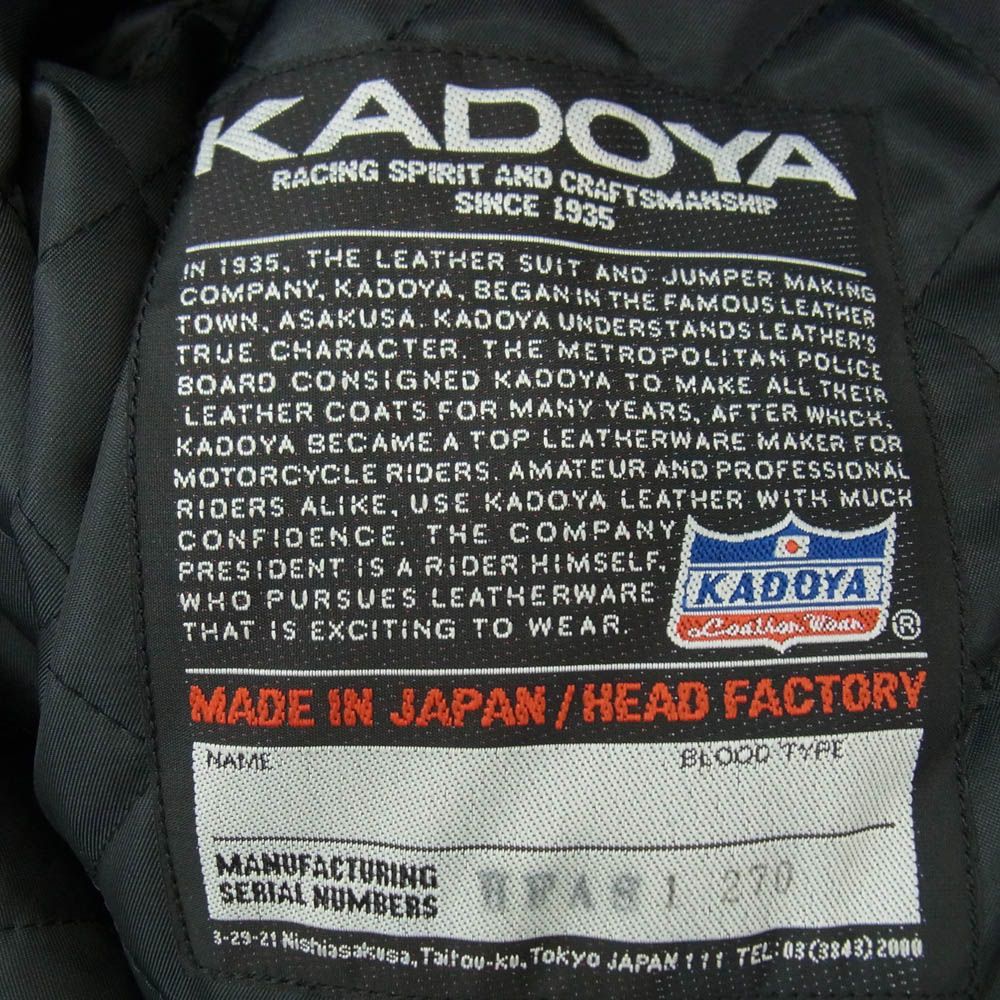 KADOYA
RACING SPIRIT AND CRAFTSMANSHIP
SINCE 1935
IN 1935, THE LEATHER SUIT AND JUMPER MAKING
COMPANY, KADOYA, BEGAN IN THE FAMOUS LEATHER
TOWN, ASAKUSA. KADOYA UNDERSTANDS LEATHER'S
TRUE CHARACTER. THE METROPOLITAN POLICE
BOARD CONSIGNED KADOYA TO MAKE ALL THEIR
LEATHER COATS FOR MANY YEARS, AFTER WHICH,
KADOYA BECAME A TOP LEATHERWARE MAKER FOR
MOTORCYCLE RIDERS. AMATEUR AND PROFESSIONAL
RIDERS ALIKE, USE KADOYA LEATHER WITH MUCH
CONFIDENCE. THE COMPANY
PRESIDENT IS A RIDER HIMSELF,
WHO PURSUES LEATHERWARE
THAT IS EXCITING TO WEAR.
KADOYA
Leather Wear
®
MADE IN JAPAN / HEAD FACTORY
NAME BLOOD TYPE
MANUFACTURING
SERIAL NUMBERS 270
3-29-21 Nishiasakusa, Taitou-ku, Tokyo JAPAN 111 TEL: 03 (3843) 2000